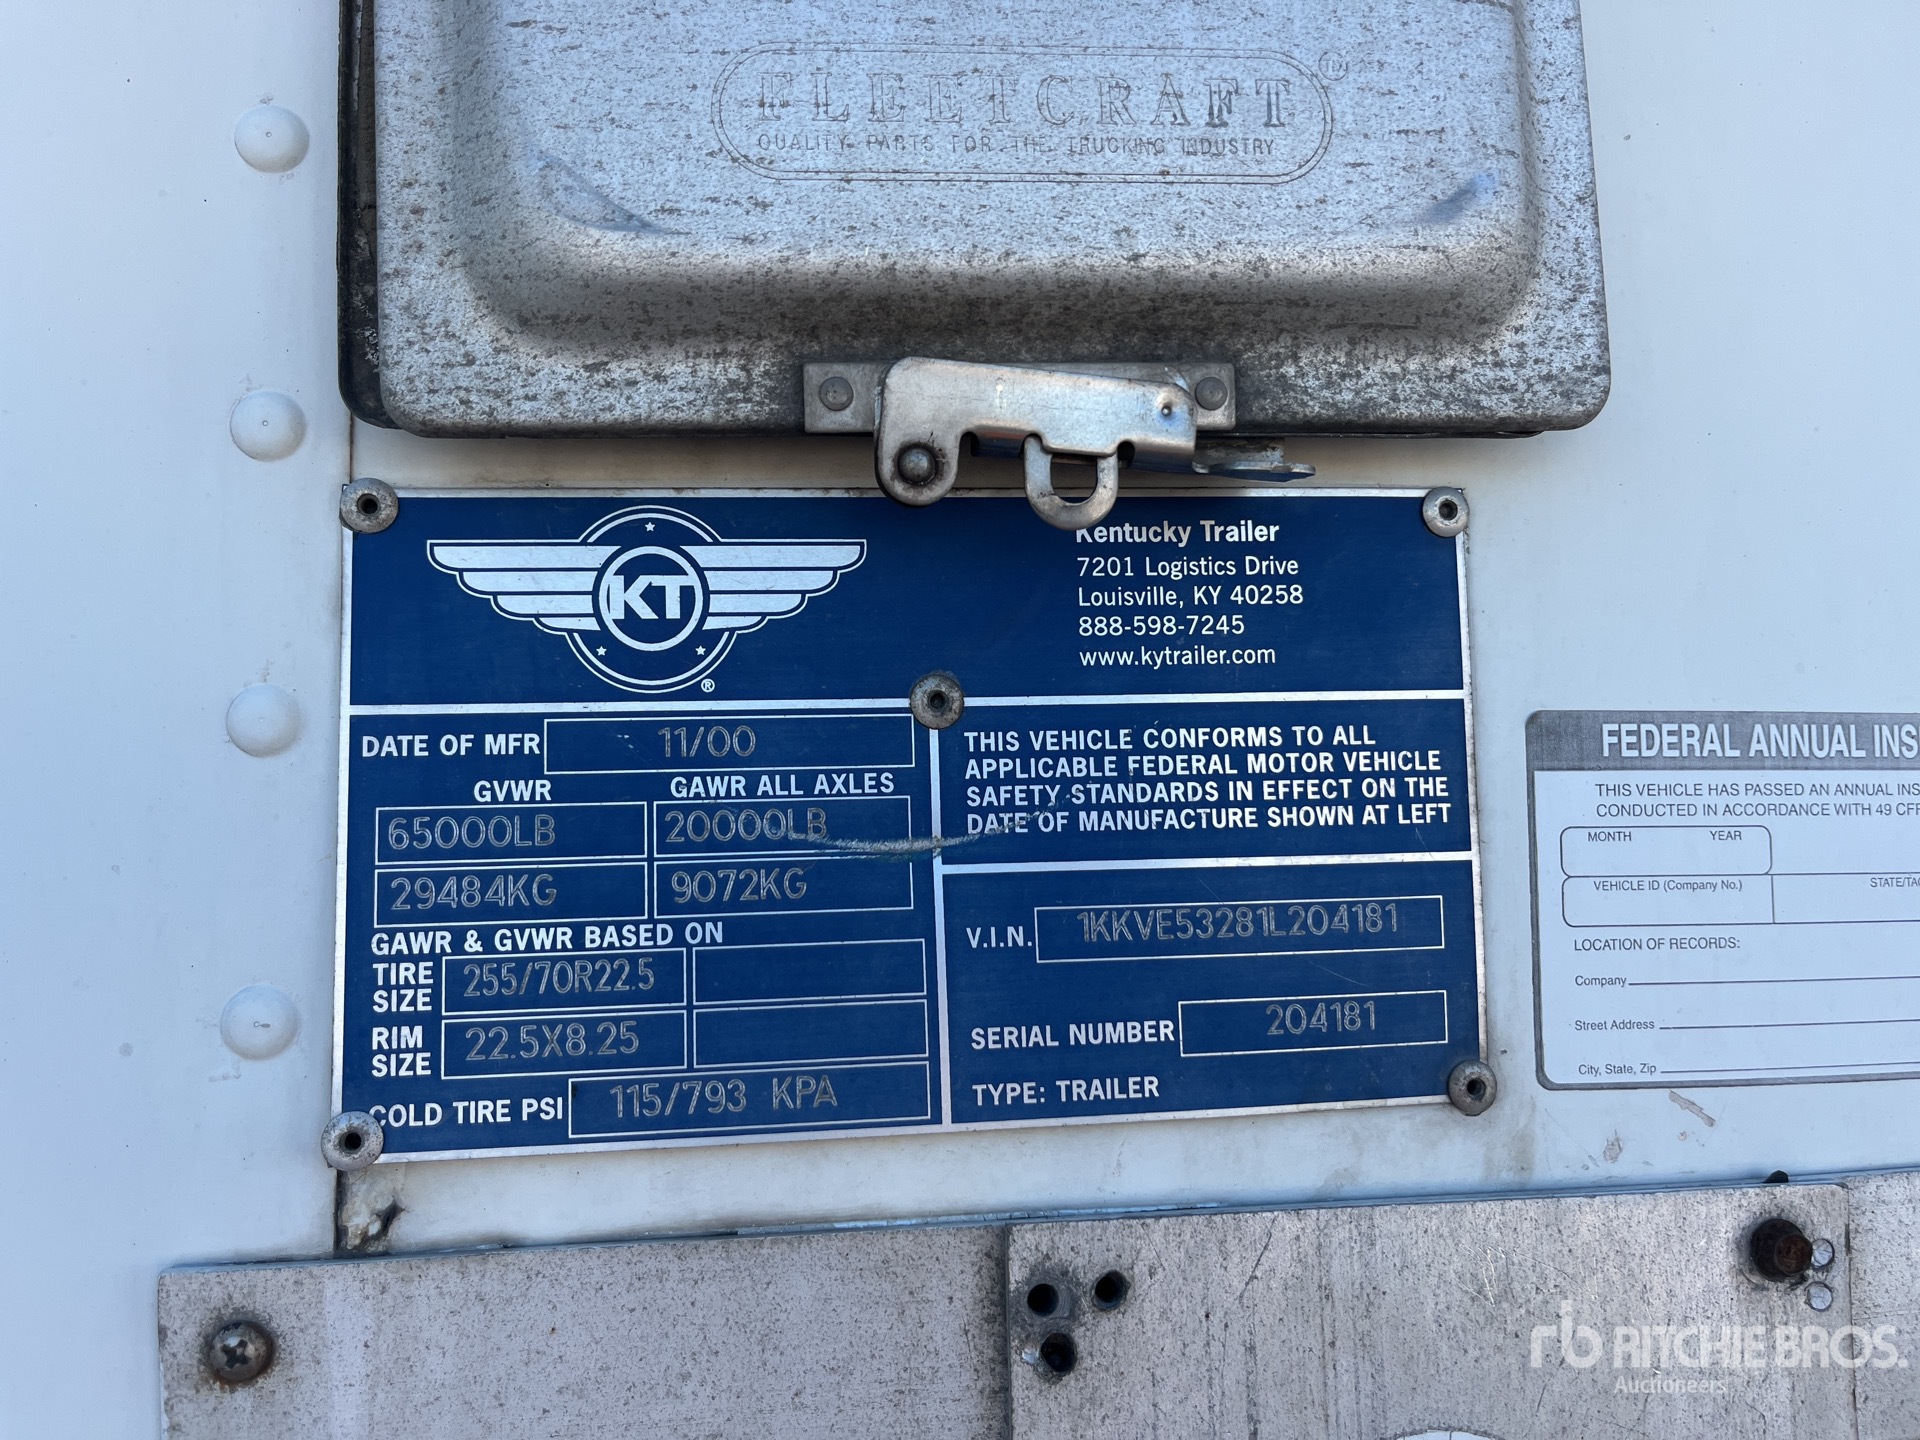 FLEETCRAFT TM
QUALITY PARTS FOR THE TRUCKING INDUSTRY
KT ®
Kentucky Trailer
7201 Logistics Drive
Louisville, KY 40258
888-598-7245
www.kytrailer.com
DATE OF MFR 11/00
GVWR GAWR ALL AXLES
65000LB 20000LB
29484KG 9072KG
GAWR & GVWR BASED ON
TIRE SIZE 255/70R22.5
RIM SIZE 22.5X8.25
COLD TIRE PSI 115/793 KPA
THIS VEHICLE CONFORMS TO ALL
APPLICABLE FEDERAL MOTOR VEHICLE
SAFETY STANDARDS IN EFFECT ON THE
DATE OF MANUFACTURE SHOWN AT LEFT
V.I.N. 1KKVE53281L204181
SERIAL NUMBER 204181
TYPE: TRAILER
FEDERAL ANNUAL INS
THIS VEHICLE HAS PASSED AN ANNUAL INS
CONDUCTED IN ACCORDANCE WITH 49 CFR
MONTH YEAR
VEHICLE ID (Company No.) STATE/TAG
LOCATION OF RECORDS:
Company
Street Address
City, State, Zip
rb RITCHIE BROS.
Auctioneers